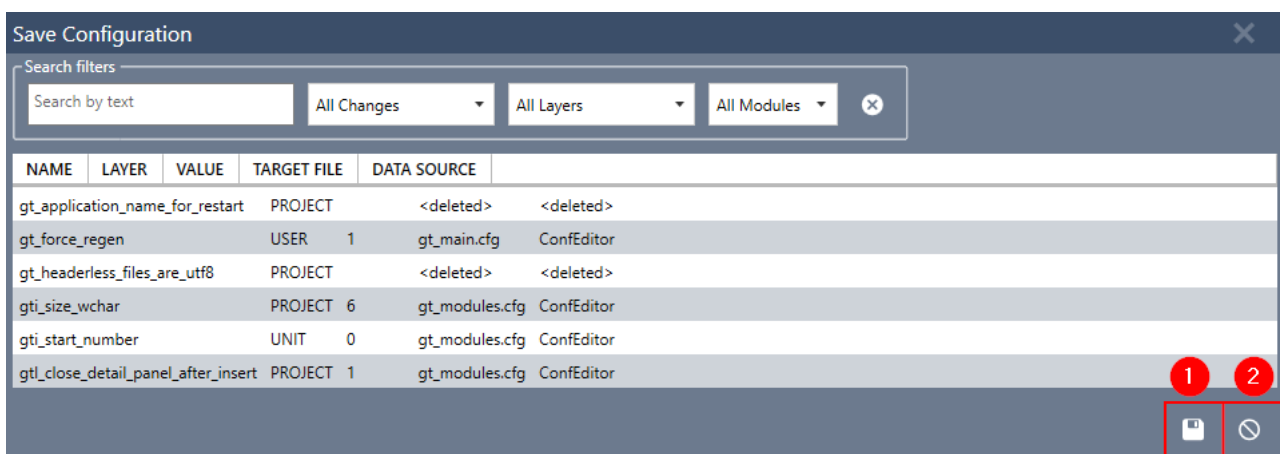 Save Configuration
Search filters
Search by text All Changes All Layers All Modules
NAME LAYER VALUE TARGET FILE DATA SOURCE
gt_application_name_for_restart PROJECT <deleted> <deleted>
gt_force_regen USER 1 gt_main.cfg ConfEditor
gt_headerless_files_are_utf8 PROJECT <deleted> <deleted>
gti_size_wchar PROJECT 6 gt_modules.cfg ConfEditor
gti_start_number UNIT 0 gt_modules.cfg ConfEditor
gtl_close_detail_panel_after_insert PROJECT 1 gt_modules.cfg ConfEditor
1 2